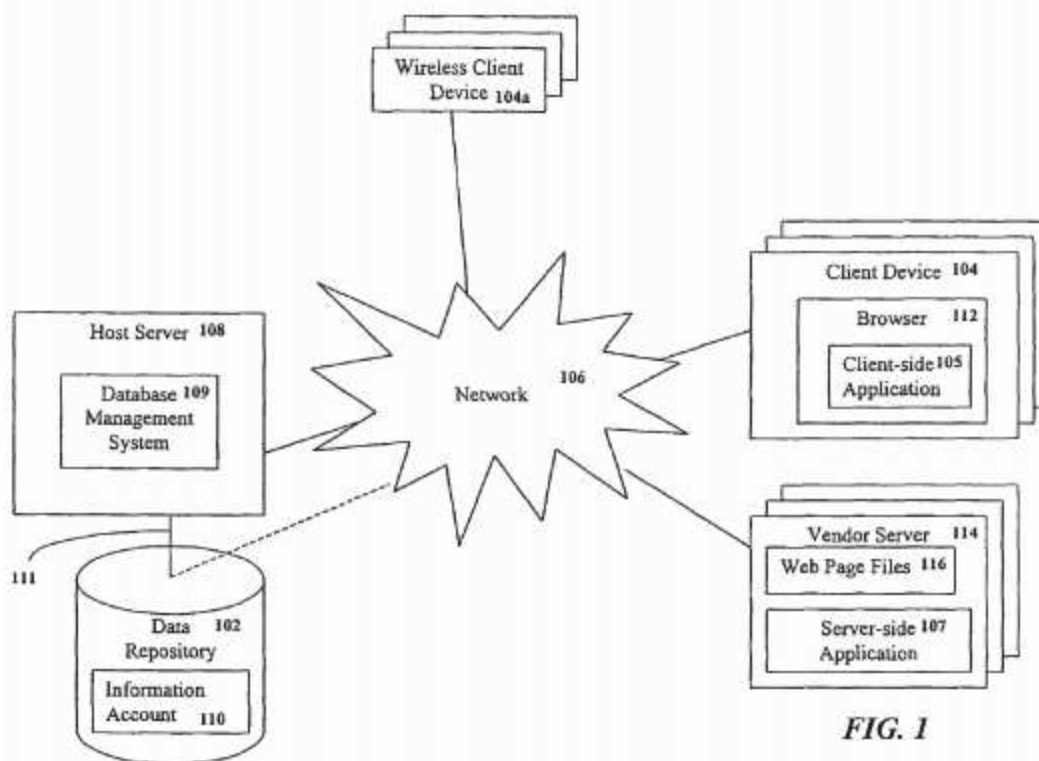 Wireless Client
Device 104a
Client Device 104
Browser 112
Client-side 105
Application
Host Server 108
Database 109
Management
System
Network 106
111
Data 102
Repository
Information
Account 110
Vendor Server 114
Web Page Files 116
Server-side 107
Application
FIG. 1